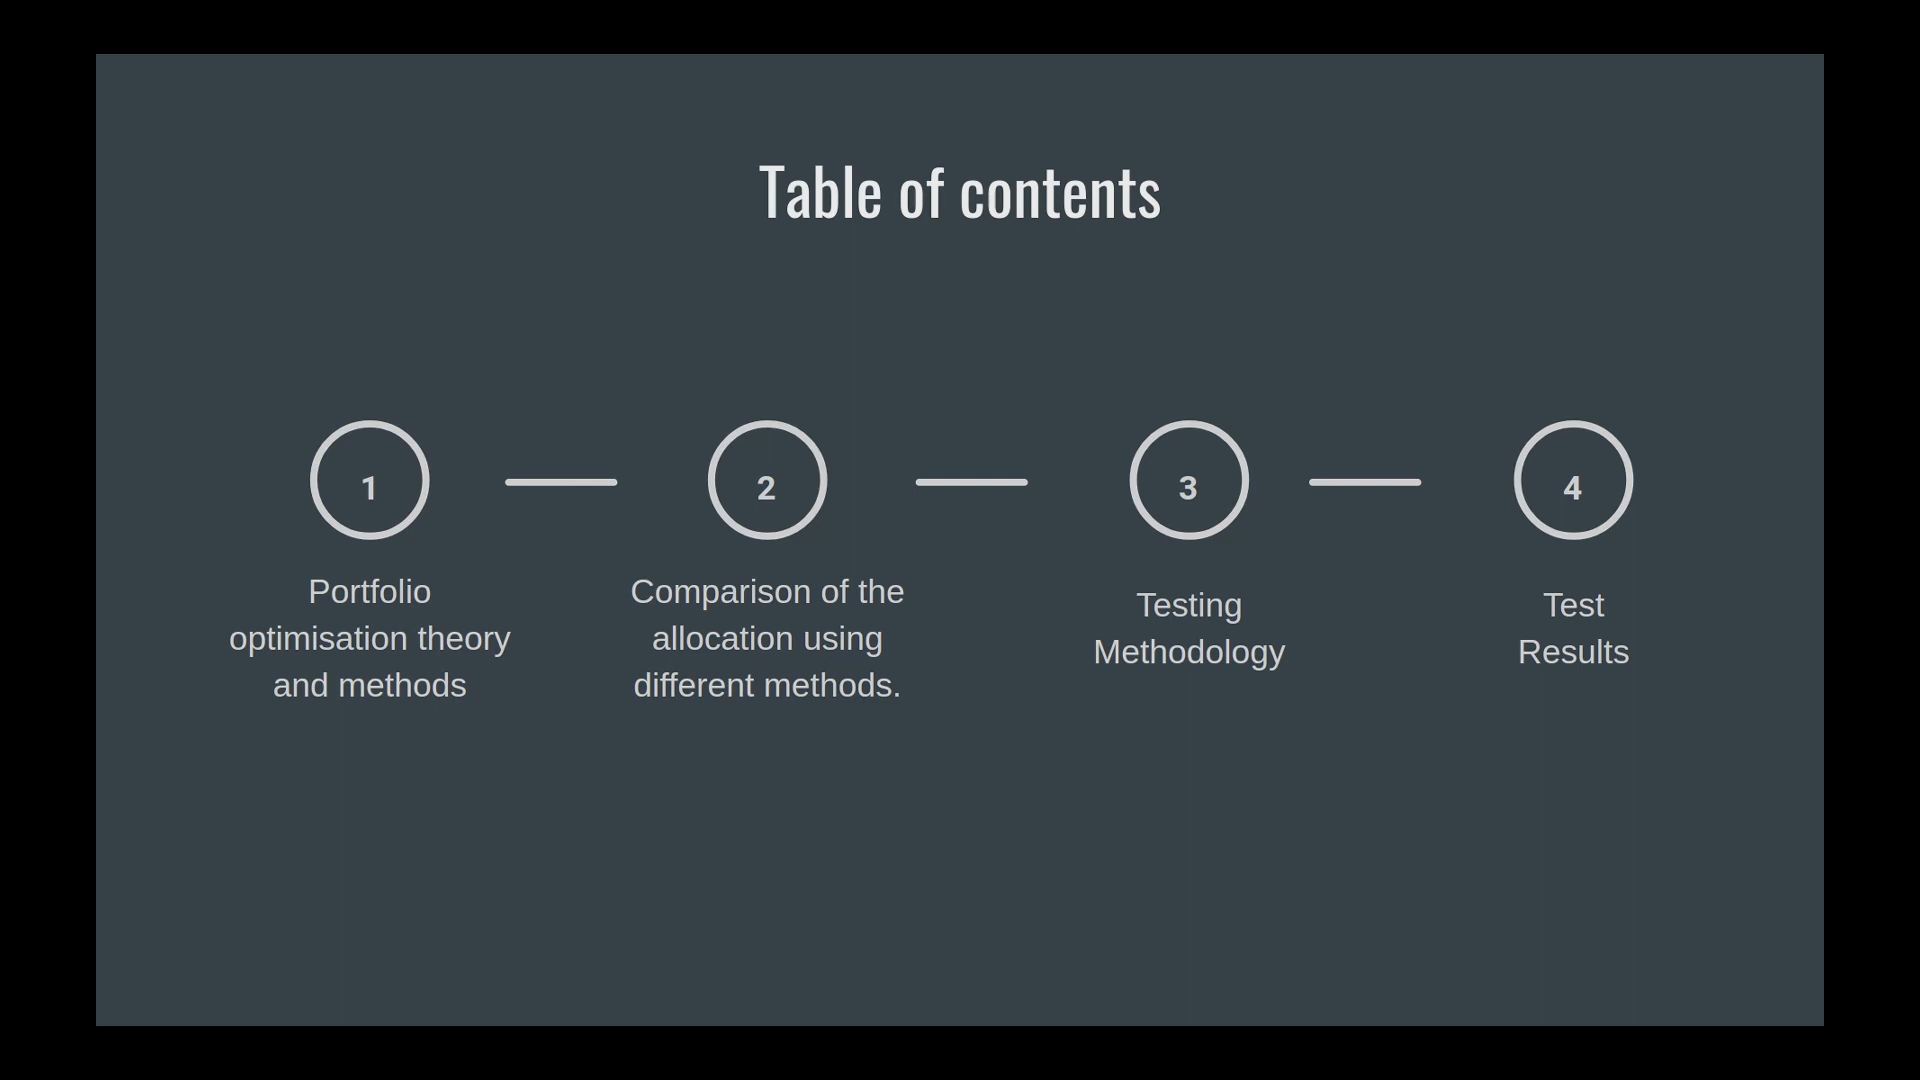 Table of contents
1
Portfolio
optimisation theory
and methods
2
Comparison of the
allocation using
different methods.
3
Testing
Methodology
4
Test
Results